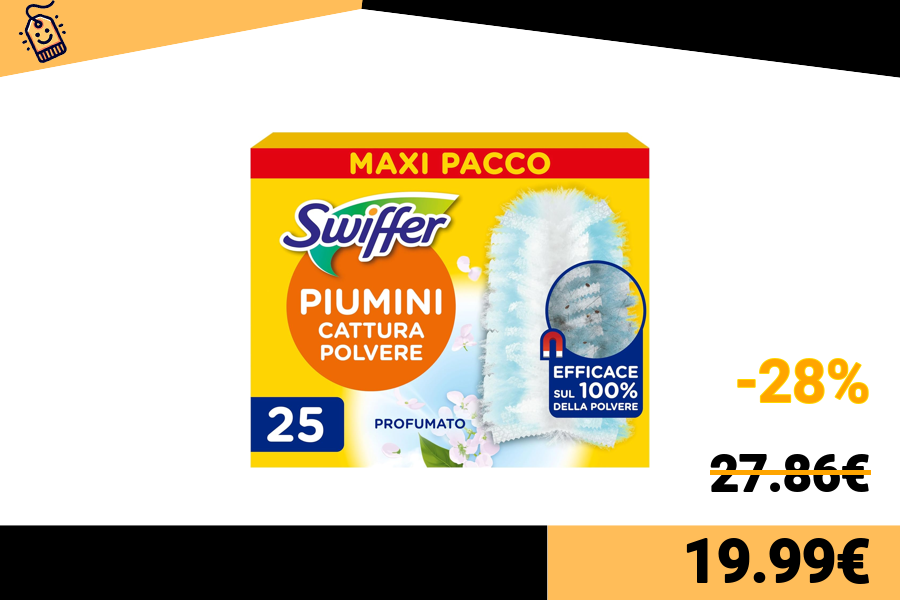 MAXI PACCO
Swiffer
PIUMINI
CATTURA
POLVERE
EFFICACE
SUL 100%
DELLA POLVERE
25
PROFUMATO
-28%
27.86€
19.99€